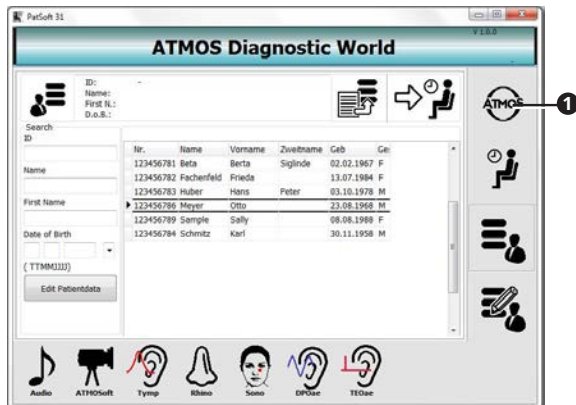 PatSoft 31
V 1.0.0
ATMOS Diagnostic World
ID: -
Name:
First N.:
D.o.B.:
ATMOS
1
Search
ID
Name
First Name
Date of Birth
( TTMMJJJJ)
Edit Patientdata
Nr. Name Vorname Zweitname Geb Ges
123456781 Beta Berta Siglinde 02.02.1967 F
123456782 Fachenfeld Frieda 13.07.1984 F
123456783 Huber Hans Peter 03.10.1978 M
123456786 Meyer Otto 23.08.1968 M
123456789 Sample Sally 08.08.1988 F
123456784 Schmitz Karl 30.11.1958 M
Audio ATMOSoft Tymp Rhino Sono DPOae TEOae